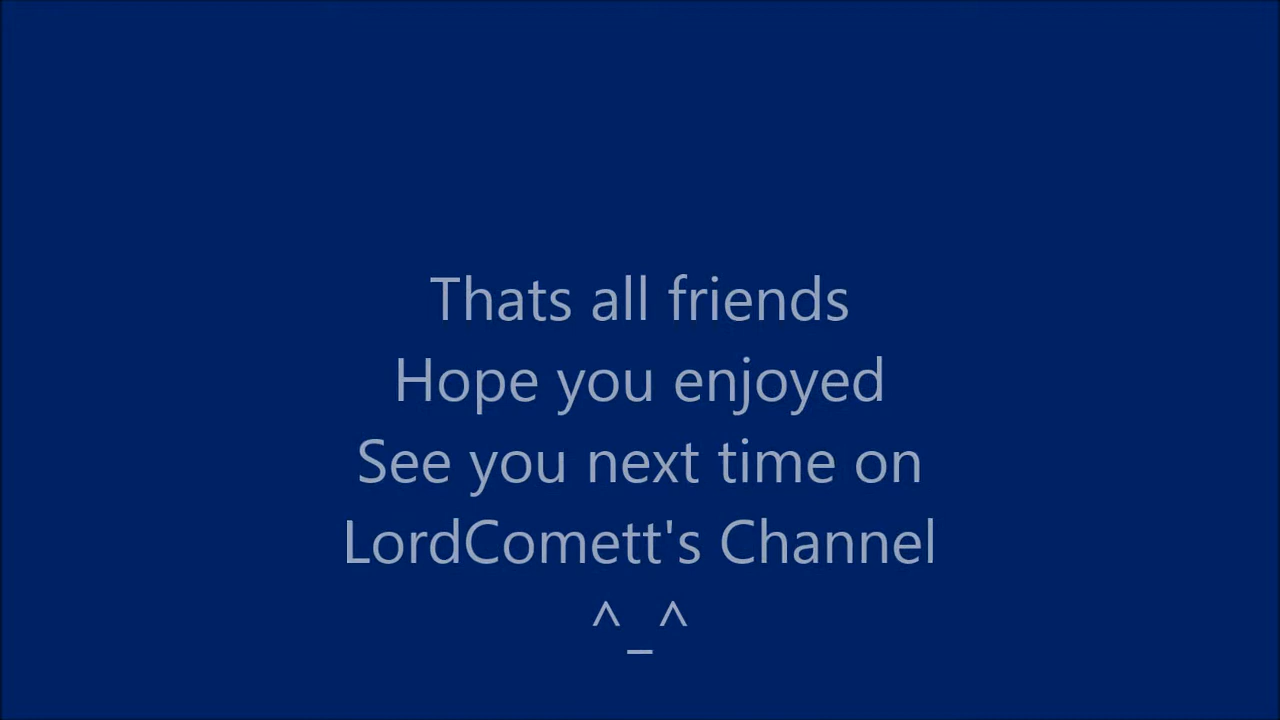 Thats all friends
Hope you enjoyed
See you next time on
LordComett's Channel
^_^